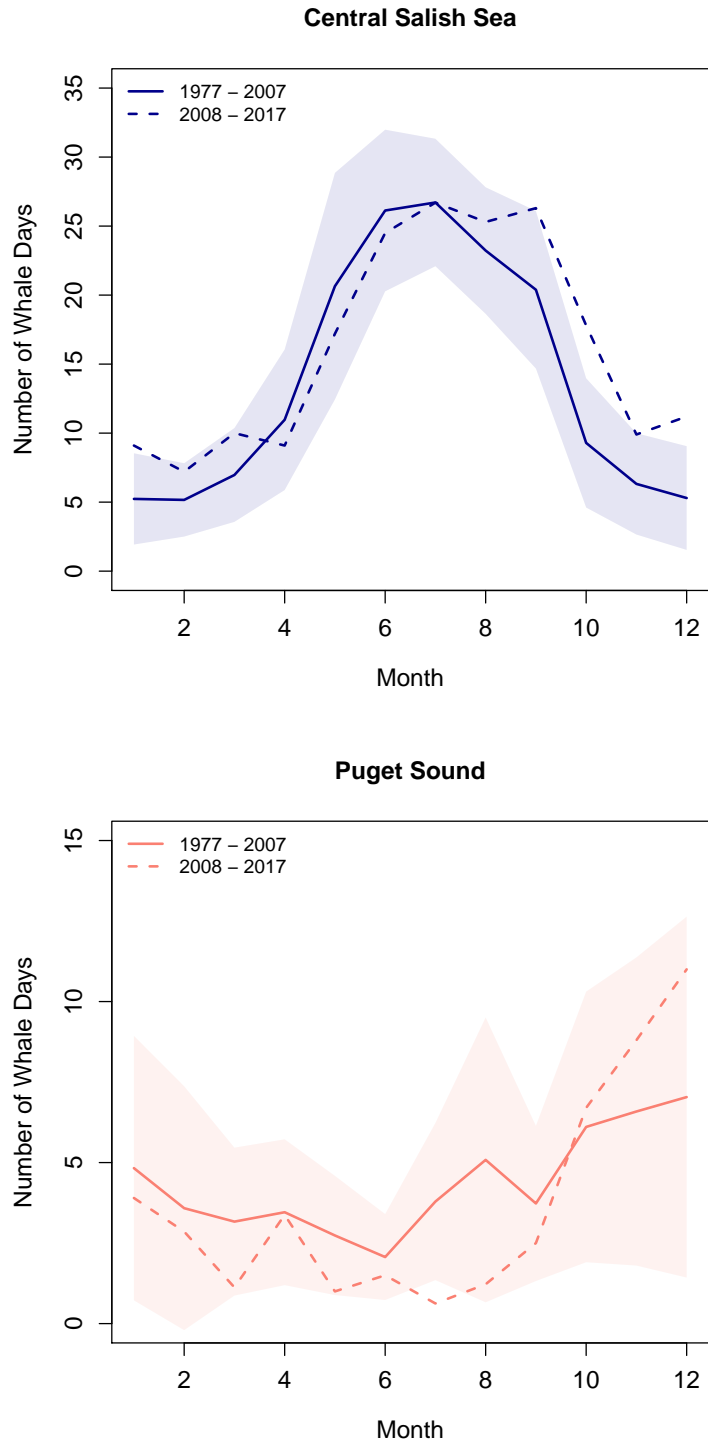 Central Salish Sea
35
30
25
20
15
10
5
0
Number of Whale Days
1977 – 2007
2008 – 2017
2 4 6 8 10 12
Month
Puget Sound
15
10
5
0
Number of Whale Days
1977 – 2007
2008 – 2017
2 4 6 8 10 12
Month